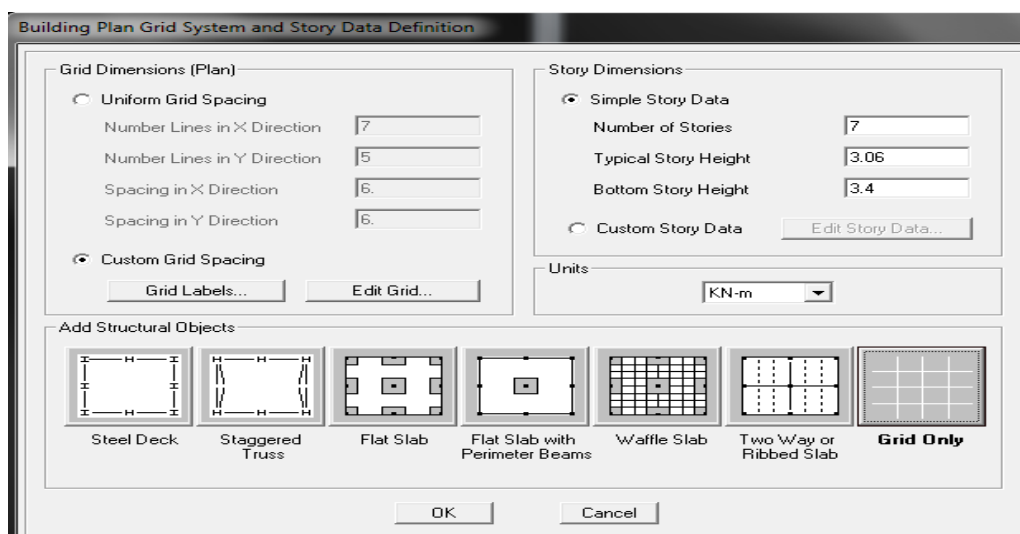 Building Plan Grid System and Story Data Definition
Grid Dimensions (Plan)
Uniform Grid Spacing
Number Lines in X Direction 7
Number Lines in Y Direction 5
Spacing in X Direction 6.
Spacing in Y Direction 6.
Custom Grid Spacing
Grid Labels... Edit Grid...
Story Dimensions
Simple Story Data
Number of Stories 7
Typical Story Height 3.06
Bottom Story Height 3.4
Custom Story Data Edit Story Data...
Units
KN-m
Add Structural Objects
Steel Deck
Staggered
Truss
Flat Slab
Flat Slab with
Perimeter Beams
Waffle Slab
Two Way or
Ribbed Slab
Grid Only
OK Cancel